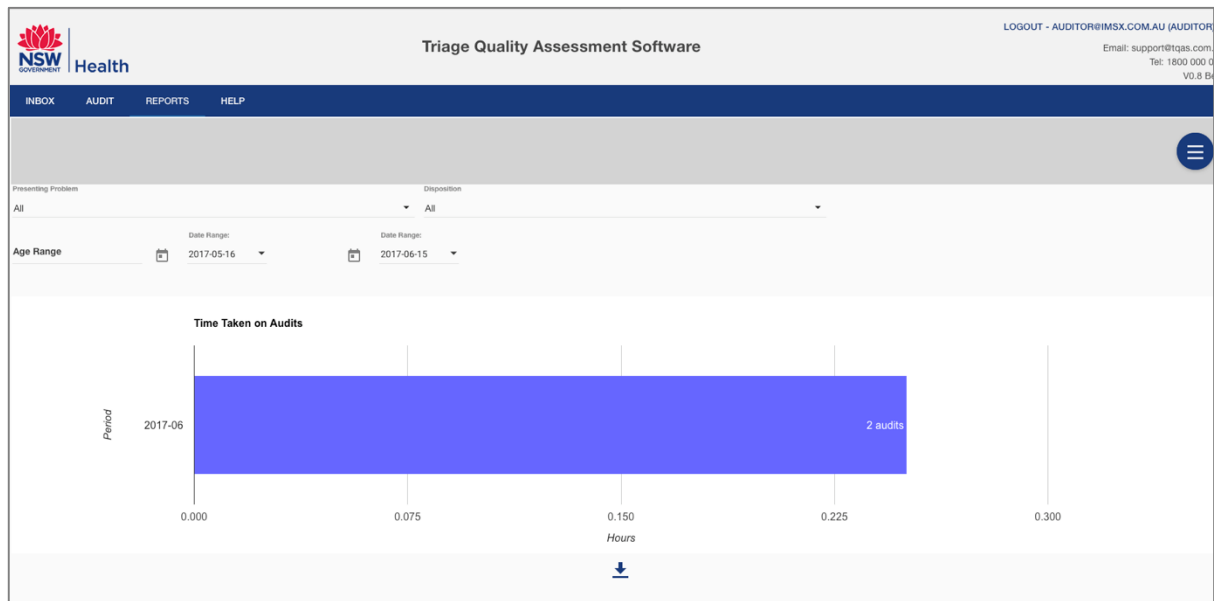 LOGOUT - AUDITOR@IMSX.COM.AU (AUDITOR)
NSW
GOVERNMENT
Health
Triage Quality Assessment Software
Email: support@tqas.com.
Tel: 1800 000 0
V0.8 Be
INBOX AUDIT REPORTS HELP
Presenting Problem Disposition
All All
Date Range: Date Range:
Age Range 2017-05-16 2017-06-15
Time Taken on Audits
Period
2017-06 2 audits
0.000 0.075 0.150 0.225 0.300
Hours